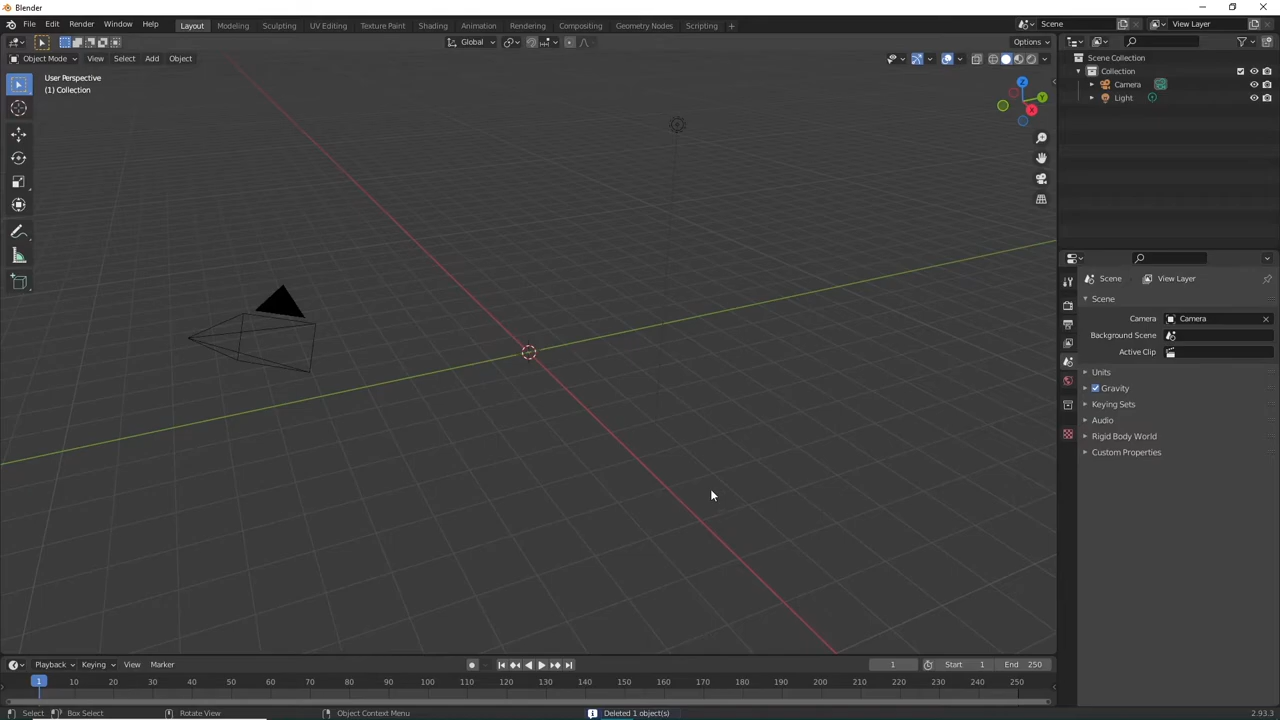 Blender
File Edit Render Window Help Layout Modeling Sculpting UV Editing Texture Paint Shading Animation Rendering Compositing Geometry Nodes Scripting + Scene View Layer
Global Options
Object Mode View Select Add Object
User Perspective
(1) Collection
Z
Y
X
Scene Collection
Collection
Camera
Light
Scene View Layer
Scene
Camera Camera
Background Scene
Active Clip
Units
Gravity
Keying Sets
Audio
Rigid Body World
Custom Properties
Playback Keying View Marker 1 Start 1 End 250
1 10 20 30 40 50 60 70 80 90 100 110 120 130 140 150 160 170 180 190 200 210 220 230 240 250
Select Box Select Rotate View Object Context Menu Deleted 1 object(s) 2.93.3